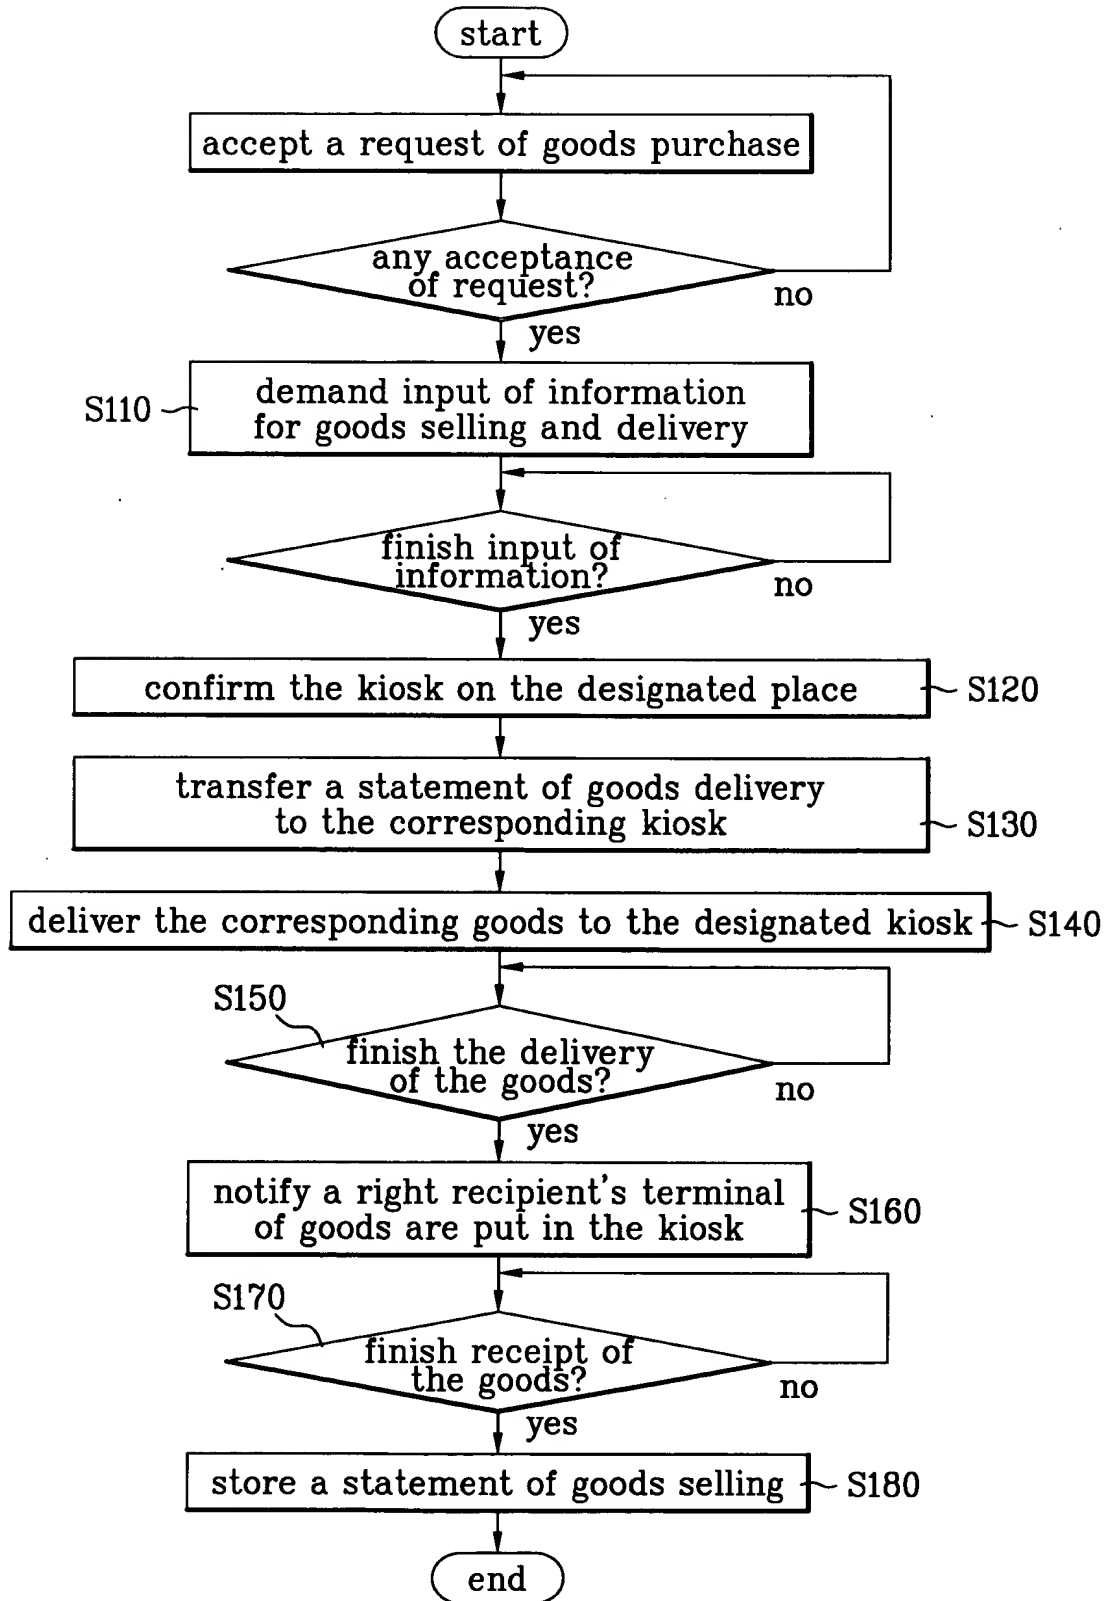 start
accept a request of goods purchase
any acceptance
of request?
no
yes
S110
demand input of information
for goods selling and delivery
finish input of
information?
no
yes
confirm the kiosk on the designated place
S120
transfer a statement of goods delivery
to the corresponding kiosk
S130
deliver the corresponding goods to the designated kiosk
S140
S150
finish the delivery
of the goods?
no
yes
notify a right recipient's terminal
of goods are put in the kiosk
S160
S170
finish receipt of
the goods?
no
yes
store a statement of goods selling
S180
end